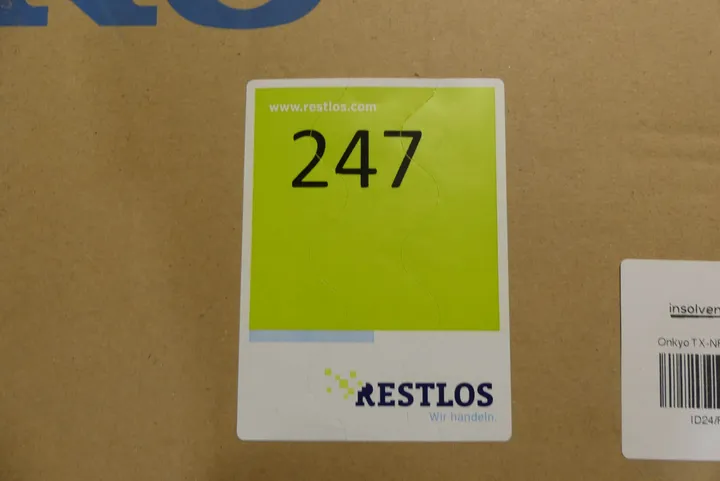 www.restlos.com
247
RESTLOS
Wir handeln.
insolven
Onkyo TX-N
1D24/